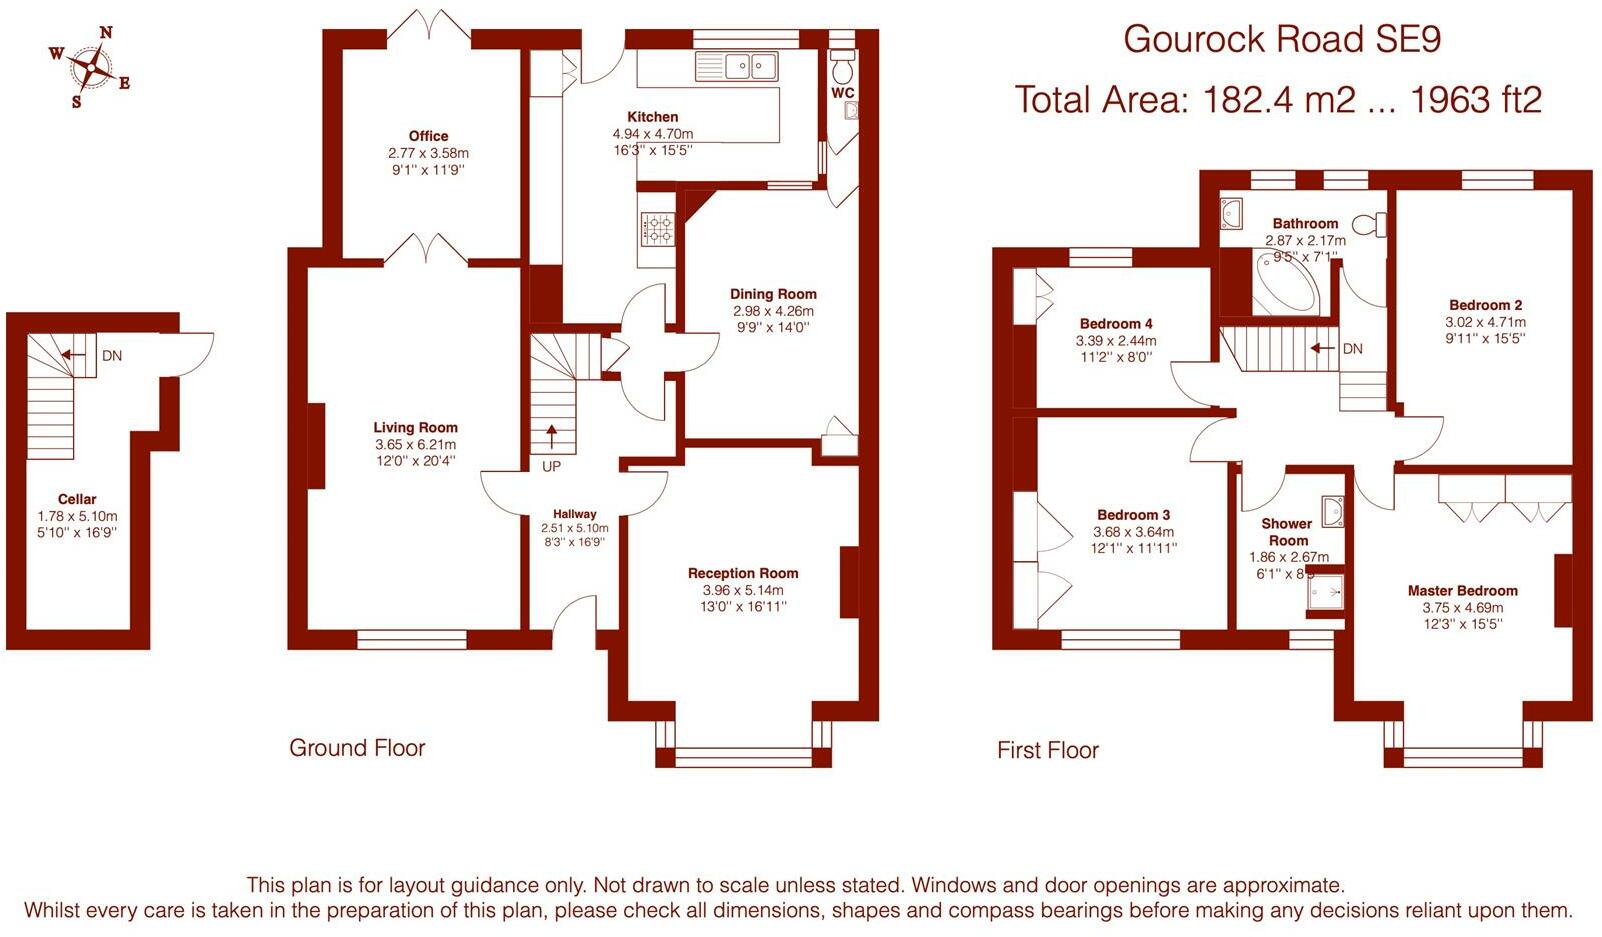 Gourock Road SE9
Total Area: 182.4 m2 ... 1963 ft2
N
W
E
S
Office
2.77 x 3.58m
9'1" x 11'9"
Kitchen
4.94 x 4.70m
16'3" x 15'5"
WC
Dining Room
2.98 x 4.26m
9'9" x 14'0"
Living Room
3.65 x 6.21m
12'0" x 20'4"
UP
Hallway
2.51 x 5.10m
8'3" x 16'9"
Reception Room
3.96 x 5.14m
13'0" x 16'11"
DN
Cellar
1.78 x 5.10m
5'10" x 16'9"
Ground Floor
Bathroom
2.87 x 2.17m
9'5" x 7'1"
Bedroom 2
3.02 x 4.71m
9'11" x 15'5"
Bedroom 4
3.39 x 2.44m
11'2" x 8'0"
DN
Bedroom 3
3.68 x 3.64m
12'1" x 11'11"
Shower
Room
1.86 x 2.67m
6'1" x
Master Bedroom
3.75 x 4.69m
12'3" x 15'5"
First Floor
This plan is for layout guidance only. Not drawn to scale unless stated. Windows and door openings are approximate.
Whilst every care is taken in the preparation of this plan, please check all dimensions, shapes and compass bearings before making any decisions reliant upon them.